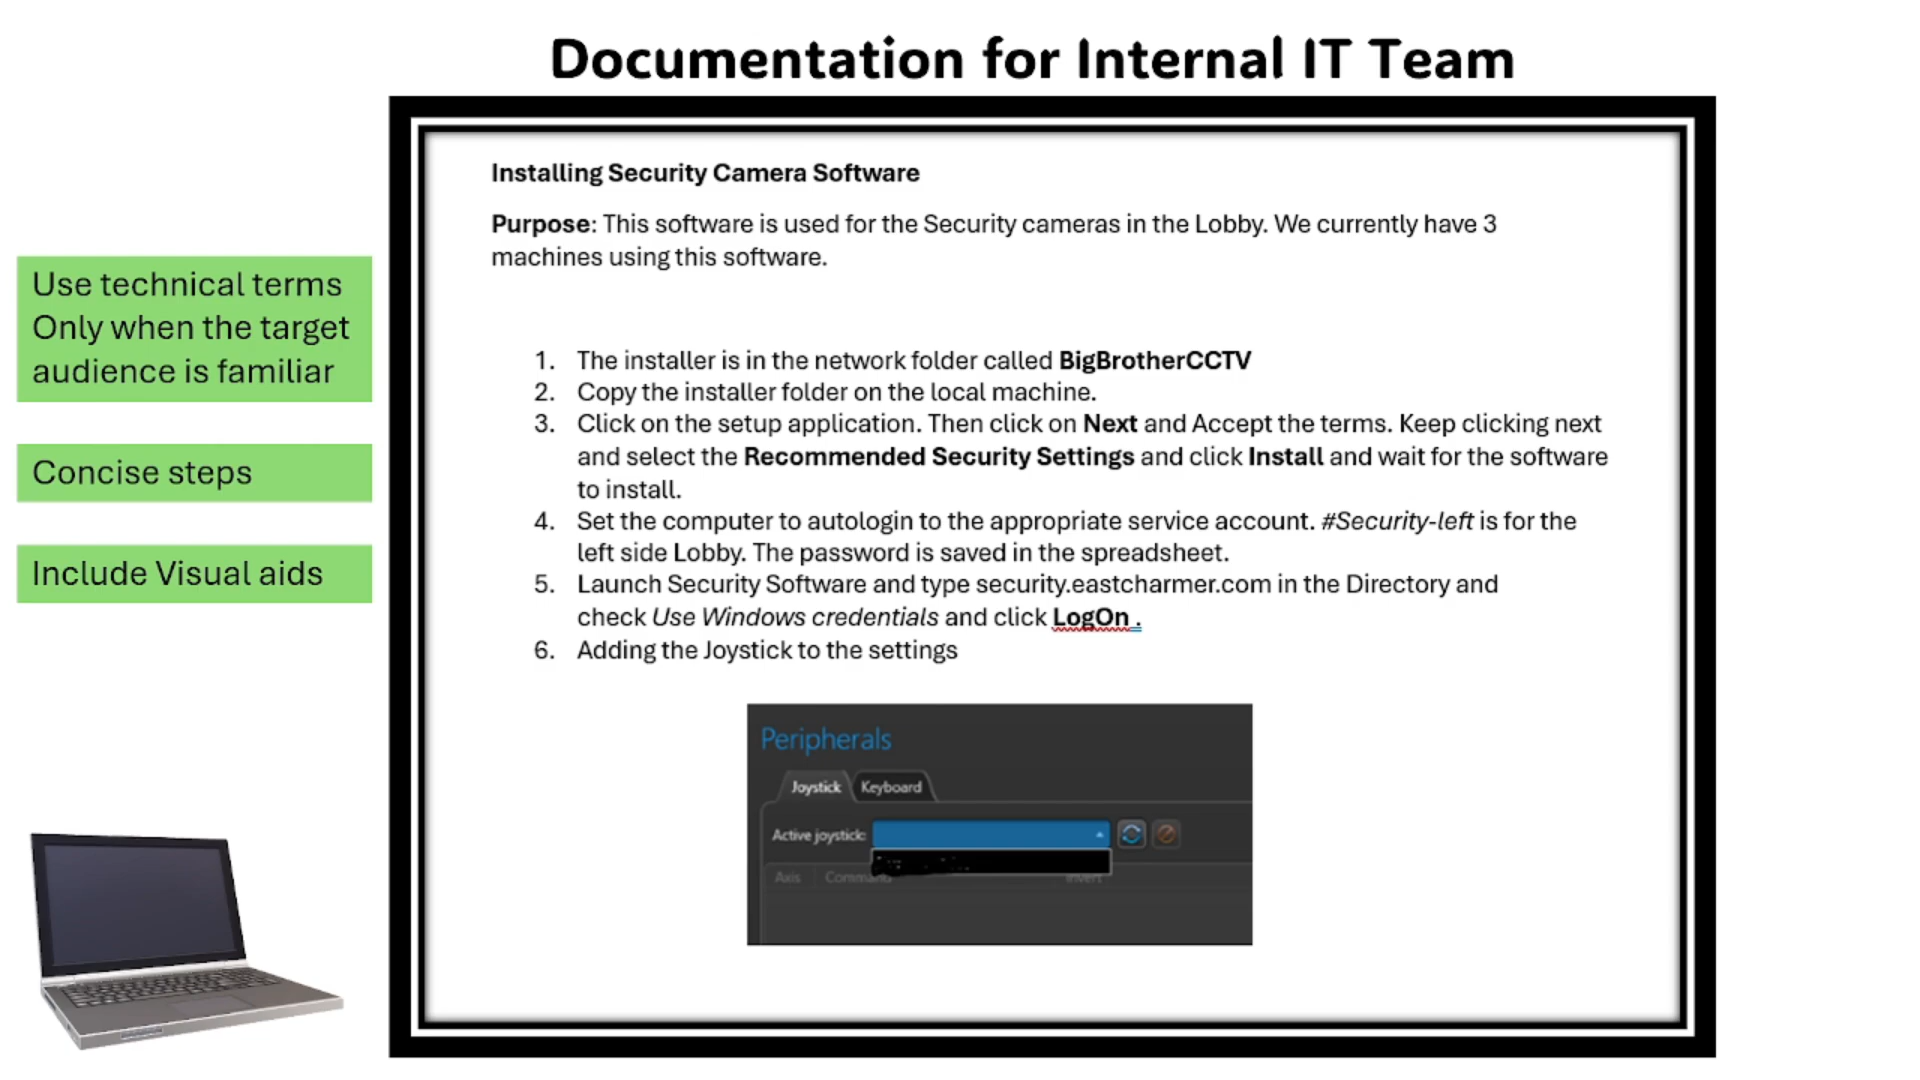 Documentation for Internal IT Team
Use technical terms
Only when the target
audience is familiar
Concise steps
Include Visual aids
Installing Security Camera Software
Purpose: This software is used for the Security cameras in the Lobby. We currently have 3
machines using this software.
1. The installer is in the network folder called BigBrotherCCTV
2. Copy the installer folder on the local machine.
3. Click on the setup application. Then click on Next and Accept the terms. Keep clicking next
and select the Recommended Security Settings and click Install and wait for the software
to install.
4. Set the computer to autologin to the appropriate service account. #Security-left is for the
left side Lobby. The password is saved in the spreadsheet.
5. Launch Security Software and type security.eastcharmer.com in the Directory and
check Use Windows credentials and click LogOn .
6. Adding the Joystick to the settings
Peripherals
Joystick Keyboard
Active joystick:
Axis Command Invert